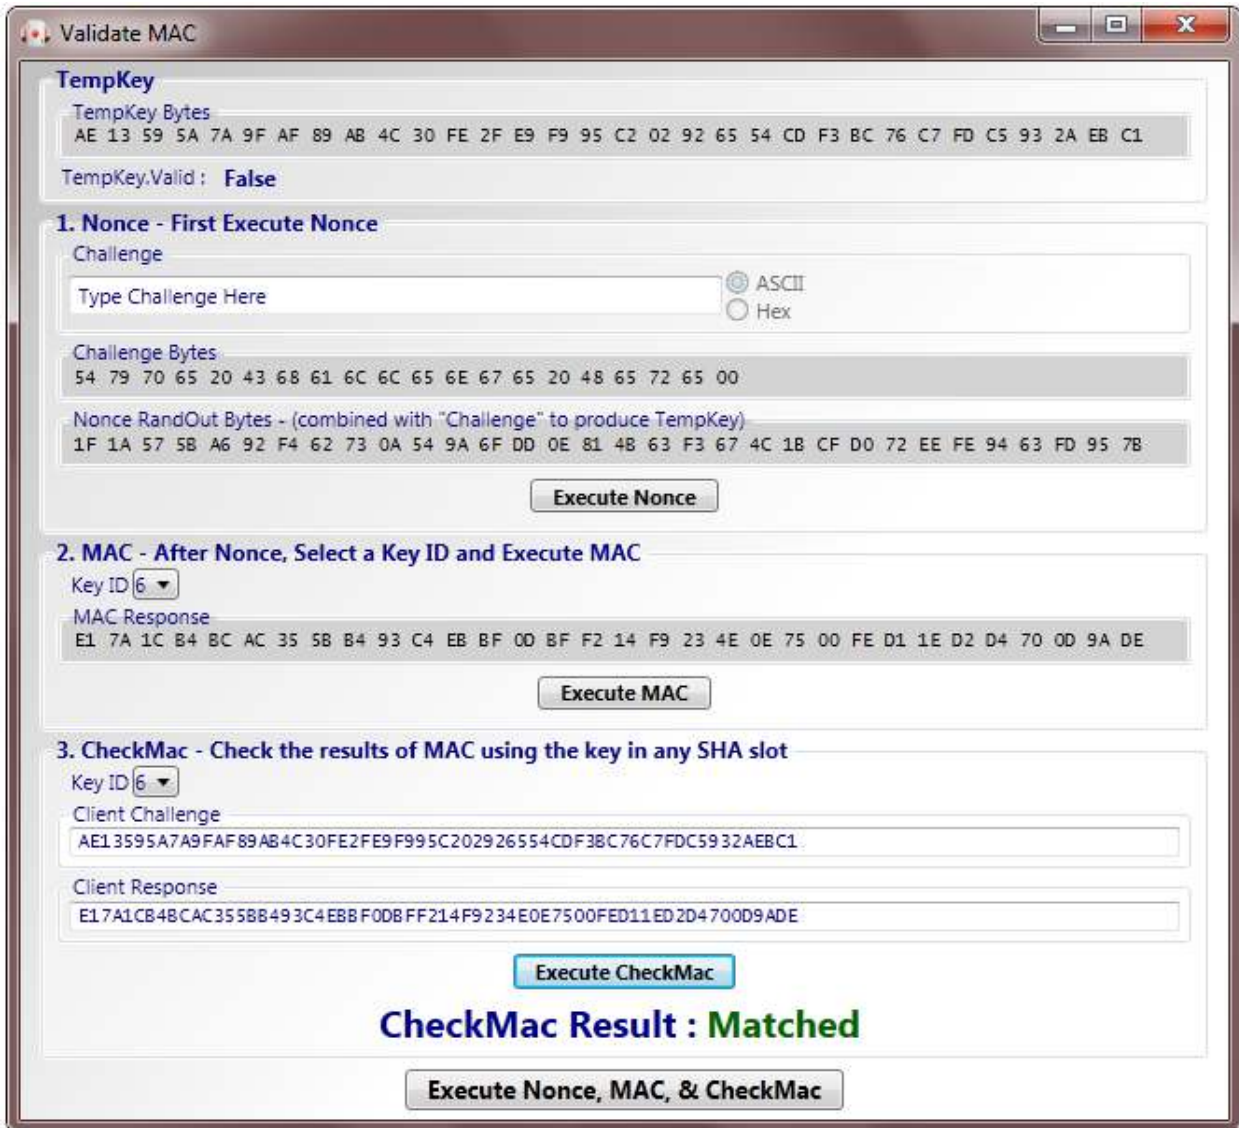 Validate MAC
TempKey
TempKey Bytes
AE 13 59 5A 7A 9F AF 89 AB 4C 30 FE 2F E9 F9 95 C2 02 92 65 54 CD F3 BC 76 C7 FD C5 93 2A EB C1
TempKey.Valid : False
1. Nonce - First Execute Nonce
Challenge
Type Challenge Here
ASCII
Hex
Challenge Bytes
54 79 70 65 20 43 68 61 6C 6C 65 6E 67 65 20 48 65 72 65 00
Nonce RandOut Bytes - (combined with "Challenge" to produce TempKey)
1F 1A 57 5B A6 92 F4 62 73 0A 54 9A 6F DD 0E 81 4B 63 F3 67 4C 1B CF D0 72 EE FE 94 63 FD 95 7B
Execute Nonce
2. MAC - After Nonce, Select a Key ID and Execute MAC
Key ID 6
MAC Response
E1 7A 1C B4 BC AC 35 5B B4 93 C4 EB BF 0D BF F2 14 F9 23 4E 0E 75 00 FE D1 1E D2 D4 70 0D 9A DE
Execute MAC
3. CheckMac - Check the results of MAC using the key in any SHA slot
Key ID 6
Client Challenge
AE13595A7A9FAF89AB4C30FE2FE9F995C202926554CDF3BC76C7FDC5932AEBC1
Client Response
E17A1CB4BCAC355BB493C4EBBF0DBFF214F9234E0E7500FED11ED2D4700D9ADE
Execute CheckMac
CheckMac Result : Matched
Execute Nonce, MAC, & CheckMac